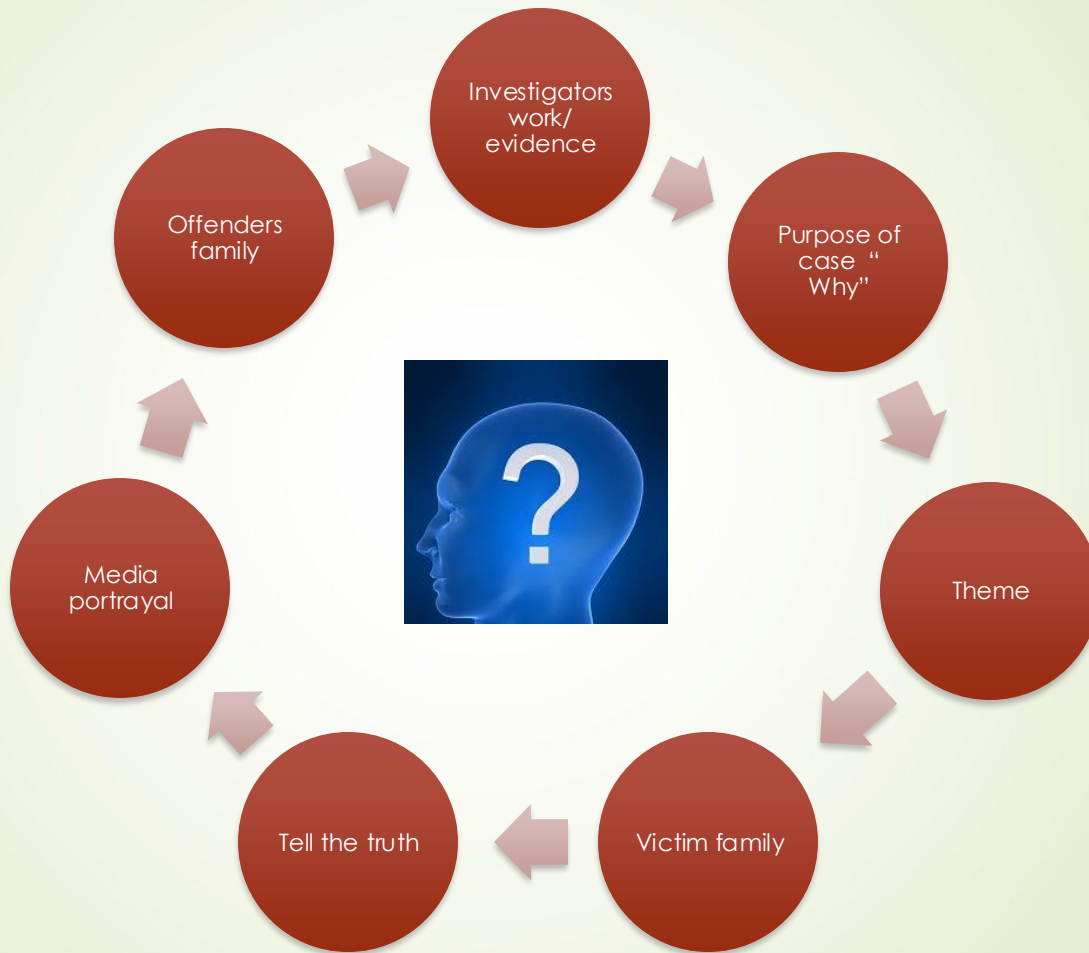 Investigators
work/
evidence
Purpose of
case “
Why”
Theme
Victim family
Tell the truth
Media
portrayal
Offenders
family
?